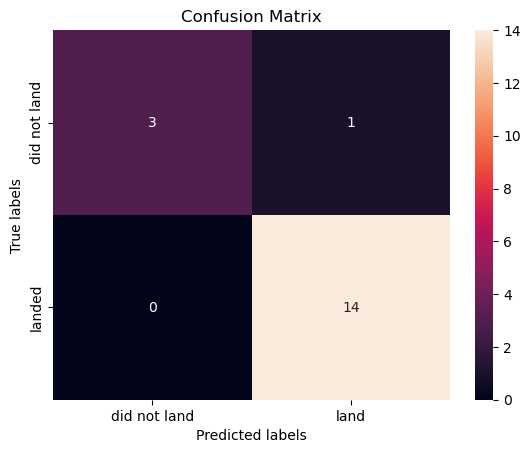 Confusion Matrix
True labels
did not land
landed
3
1
0
14
did not land
land
Predicted labels
14
12
10
8
6
4
2
0